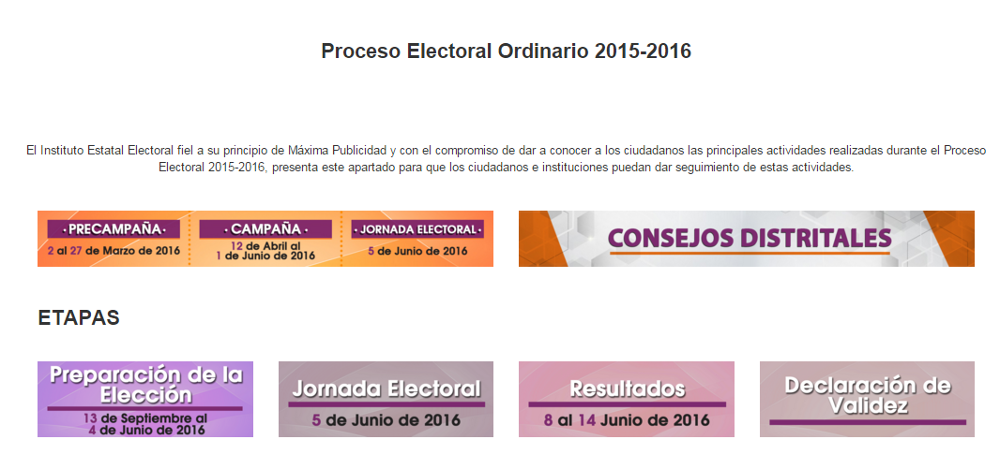 Proceso Electoral Ordinario 2015-2016
El Instituto Estatal Electoral fiel a su principio de Máxima Publicidad y con el compromiso de dar a conocer a los ciudadanos las principales actividades realizadas durante el Proceso
Electoral 2015-2016, presenta este apartado para que los ciudadanos e instituciones puedan dar seguimiento de estas actividades.
·PRECAMPAÑA·
2 al 27 de Marzo de 2016
·CAMPAÑA·
12 de Abril al
1 de Junio de 2016
·JORNADA ELECTORAL·
5 de Junio de 2016
CONSEJOS DISTRITALES
ETAPAS
Preparación de la
Elección
13 de Septiembre al
4 de Junio de 2016
Jornada Electoral
5 de Junio de 2016
Resultados
8 al 14 Junio de 2016
Declaración de
Validez